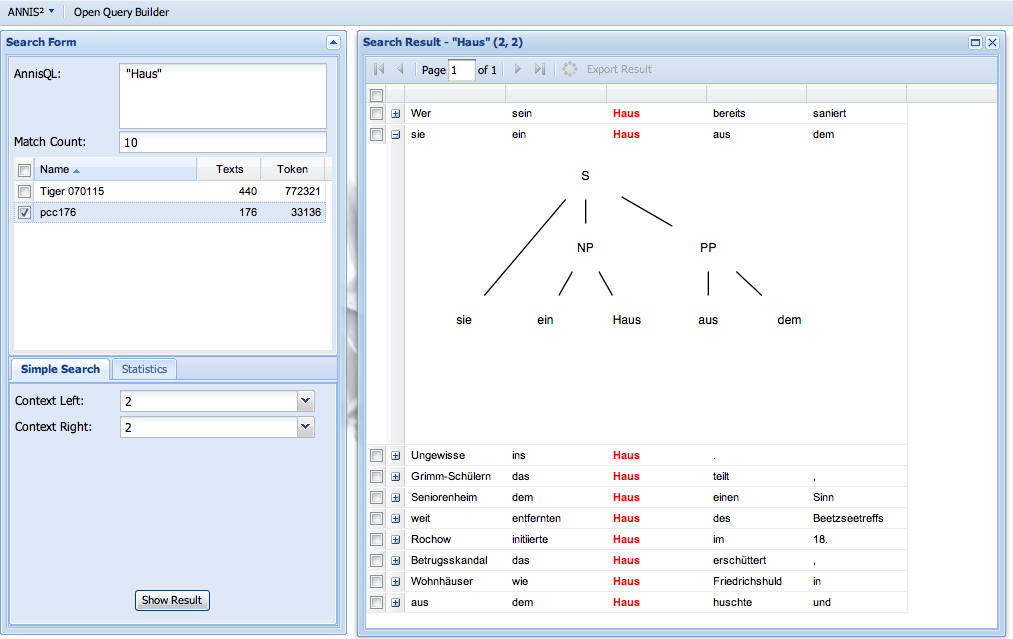 ANNIS² Open Query Builder
Search Form
AnnisQL: "Haus"
Match Count: 10
Name Texts Token
Tiger 070115 440 772321
pcc176 176 33136
Simple Search Statistics
Context Left: 2
Context Right: 2
Show Result
Search Result - "Haus" (2, 2)
Page 1 of 1 Export Result
Wer sein Haus bereits saniert
sie ein Haus aus dem
S
NP PP
sie ein Haus aus dem
Ungewisse ins Haus .
Grimm-Schülern das Haus teilt ,
Seniorenheim dem Haus einen Sinn
weit entfernten Haus des Beetzseetreffs
Rochow initiierte Haus im 18.
Betrugsskandal das Haus erschüttert ,
Wohnhäuser wie Haus Friedrichshuld in
aus dem Haus huschte und